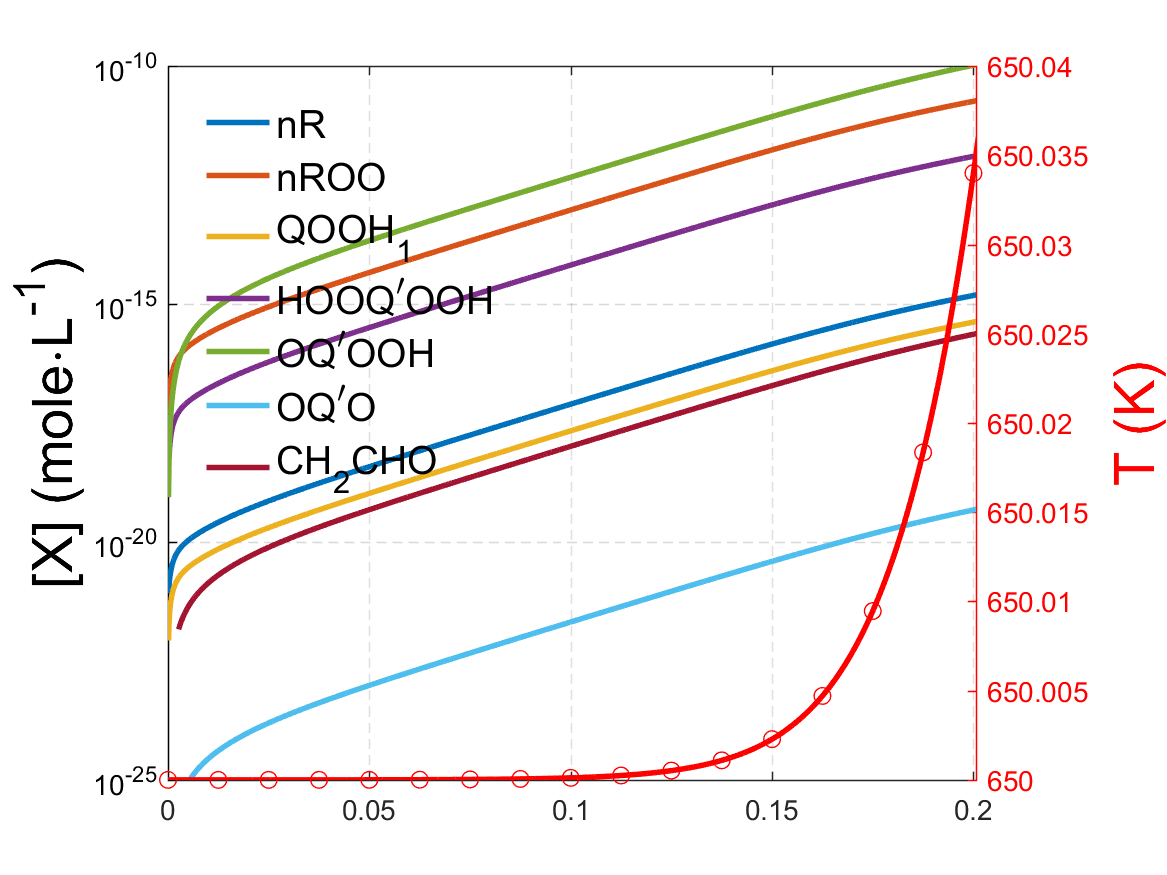 10^-10
10^-15
10^-20
10^-25
[X] (mole·L^-1)
nR
nROO
QOOH_1
HOOQ′OOH
OQ′OOH
OQ′O
CH_2CHO
650.04
650.035
650.03
650.025
650.02
650.015
650.01
650.005
650
T (K)
0 0.05 0.1 0.15 0.2